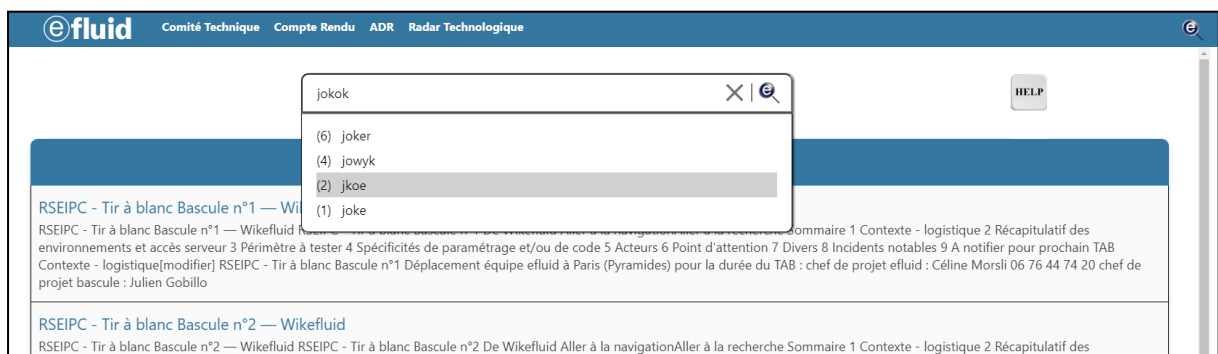 efluid Comité Technique Compte Rendu ADR Radar Technologique
jokok
HELP
(6) joker
(4) jowyk
(2) jkoe
(1) joke
RSEIPC - Tir à blanc Bascule n°1 — Wi
RSEIPC - Tir à blanc Bascule n°1 — Wikefluid Sommaire 1 Contexte - logistique 2 Récapitulatif des
environnements et accès serveur 3 Périmètre à tester 4 Spécificités de paramétrage et/ou de code 5 Acteurs 6 Point d'attention 7 Divers 8 Incidents notables 9 A notifier pour prochain TAB
Contexte - logistique[modifier] RSEIPC - Tir à blanc Bascule n°1 Déplacement équipe efluid à Paris (Pyramides) pour la durée du TAB : chef de projet efluid : Céline Morsli 06 76 44 74 20 chef de
projet bascule : Julien Gobillo
RSEIPC - Tir à blanc Bascule n°2 — Wikefluid
RSEIPC - Tir à blanc Bascule n°2 — Wikefluid RSEIPC - Tir à blanc Bascule n°2 De Wikefluid Aller à la navigationAller à la recherche Sommaire 1 Contexte - logistique 2 Récapitulatif des